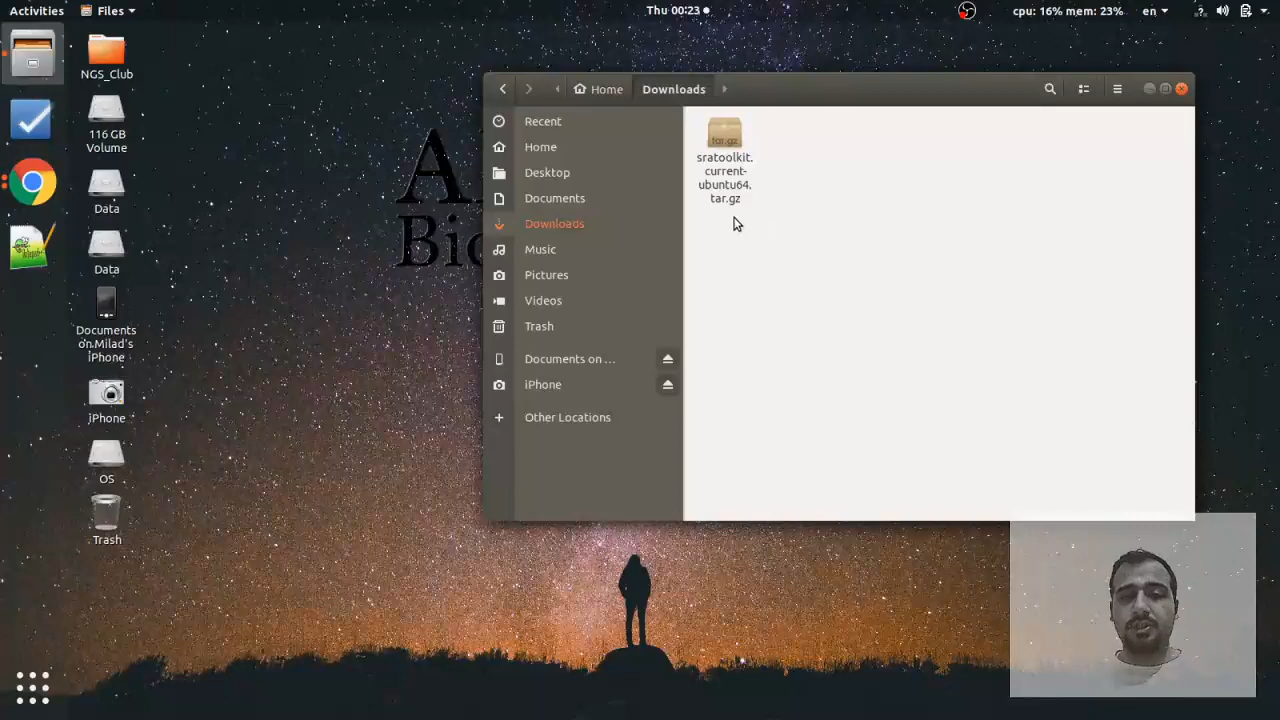 Activities
Files
Thu 00:23
cpu: 16% mem: 23%
en
NGS_Club
116 GB
Volume
Data
Data
Documents
on Milad's
iPhone
iPhone
OS
Trash
Home
Downloads
Recent
Home
Desktop
Documents
Downloads
Music
Pictures
Videos
Trash
Documents on ...
iPhone
Other Locations
tar.gz
sratoolkit.
current-
ubuntu64.
tar.gz
A
Bio